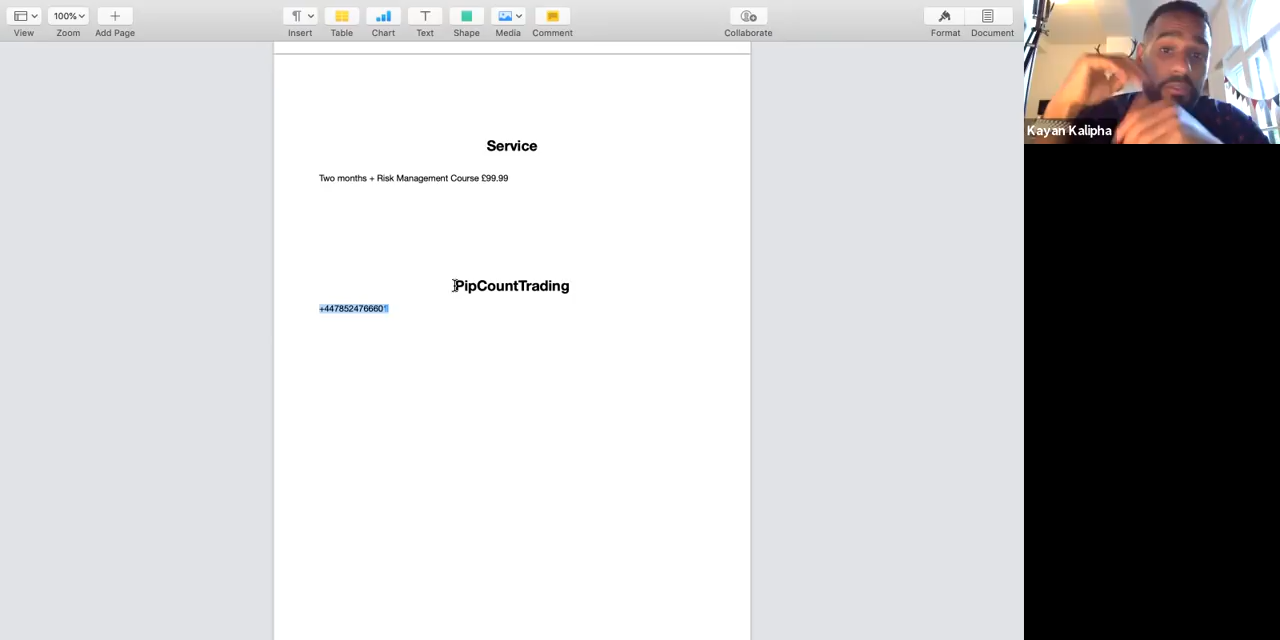 View
100%
Zoom
Add Page
Insert
Table
Chart
Text
Shape
Media
Comment
Collaborate
Format
Document
Kayan Kalipha
Service
Two months + Risk Management Course £99.99
PipCountTrading
+447852476660